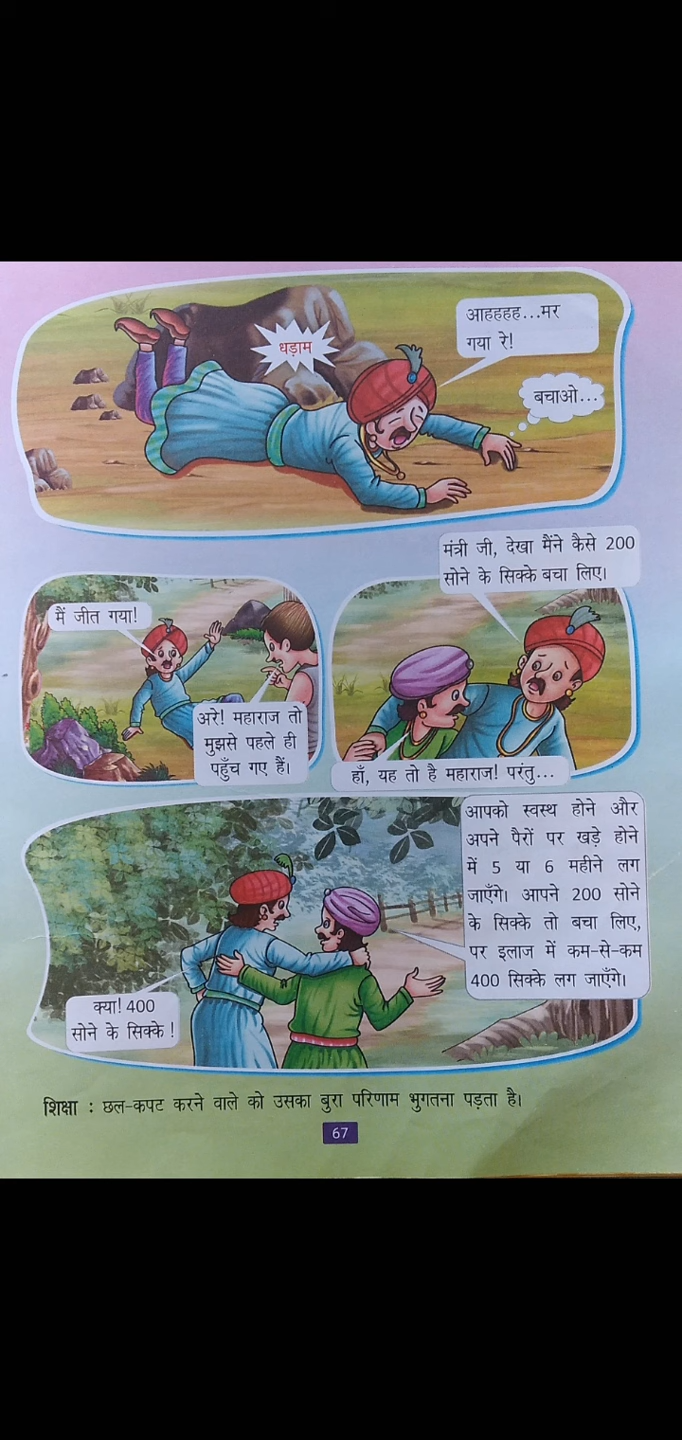 आहहहह...मर
गया रे!
धड़ाम
बचाओ...
मंत्री जी, देखा मैंने कैसे 200
सोने के सिक्के बचा लिए।
मैं जीत गया!
अरे! महाराज तो
मुझसे पहले ही
पहुँच गए हैं।
हाँ, यह तो है महाराज! परंतु...
आपको स्वस्थ होने और
अपने पैरों पर खड़े होने
में 5 या 6 महीने लग
जाएँगे। आपने 200 सोने
के सिक्के तो बचा लिए,
पर इलाज में कम-से-कम
400 सिक्के लग जाएँगे।
क्या! 400
सोने के सिक्के !
शिक्षा : छल-कपट करने वाले को उसका बुरा परिणाम भुगतना पड़ता है।
67